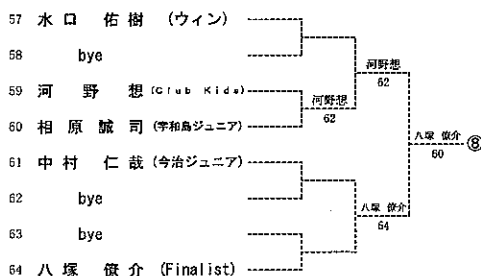 57 水口 佑樹 (ウィン)
58 bye
59 河野 想 (Club Kids)
60 相原 誠司 (宇和島ジュニア)
61 中村 仁哉 (今治ジュニア)
62 bye
63 bye
64 八塚 僚介 (Finalist)
河野想
62
河野想
62
八塚 僚介
64
八塚 僚介
60
⑧